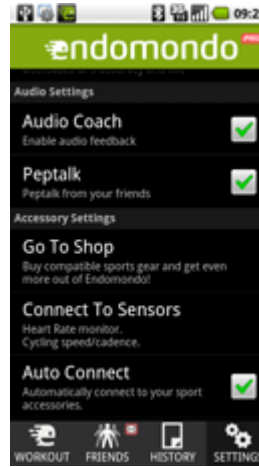 09:2
endomondo
PRO
Audio Settings
Audio Coach
Enable audio feedback
Peptalk
Peptalk from your friends
Accessory Settings
Go To Shop
Buy compatible sports gear and get even
more out of Endomondo!
Connect To Sensors
Heart Rate monitor.
Cycling speed/cadence.
Auto Connect
Automatically connect to your sport
accessories.
WORKOUT FRIENDS HISTORY SETTING